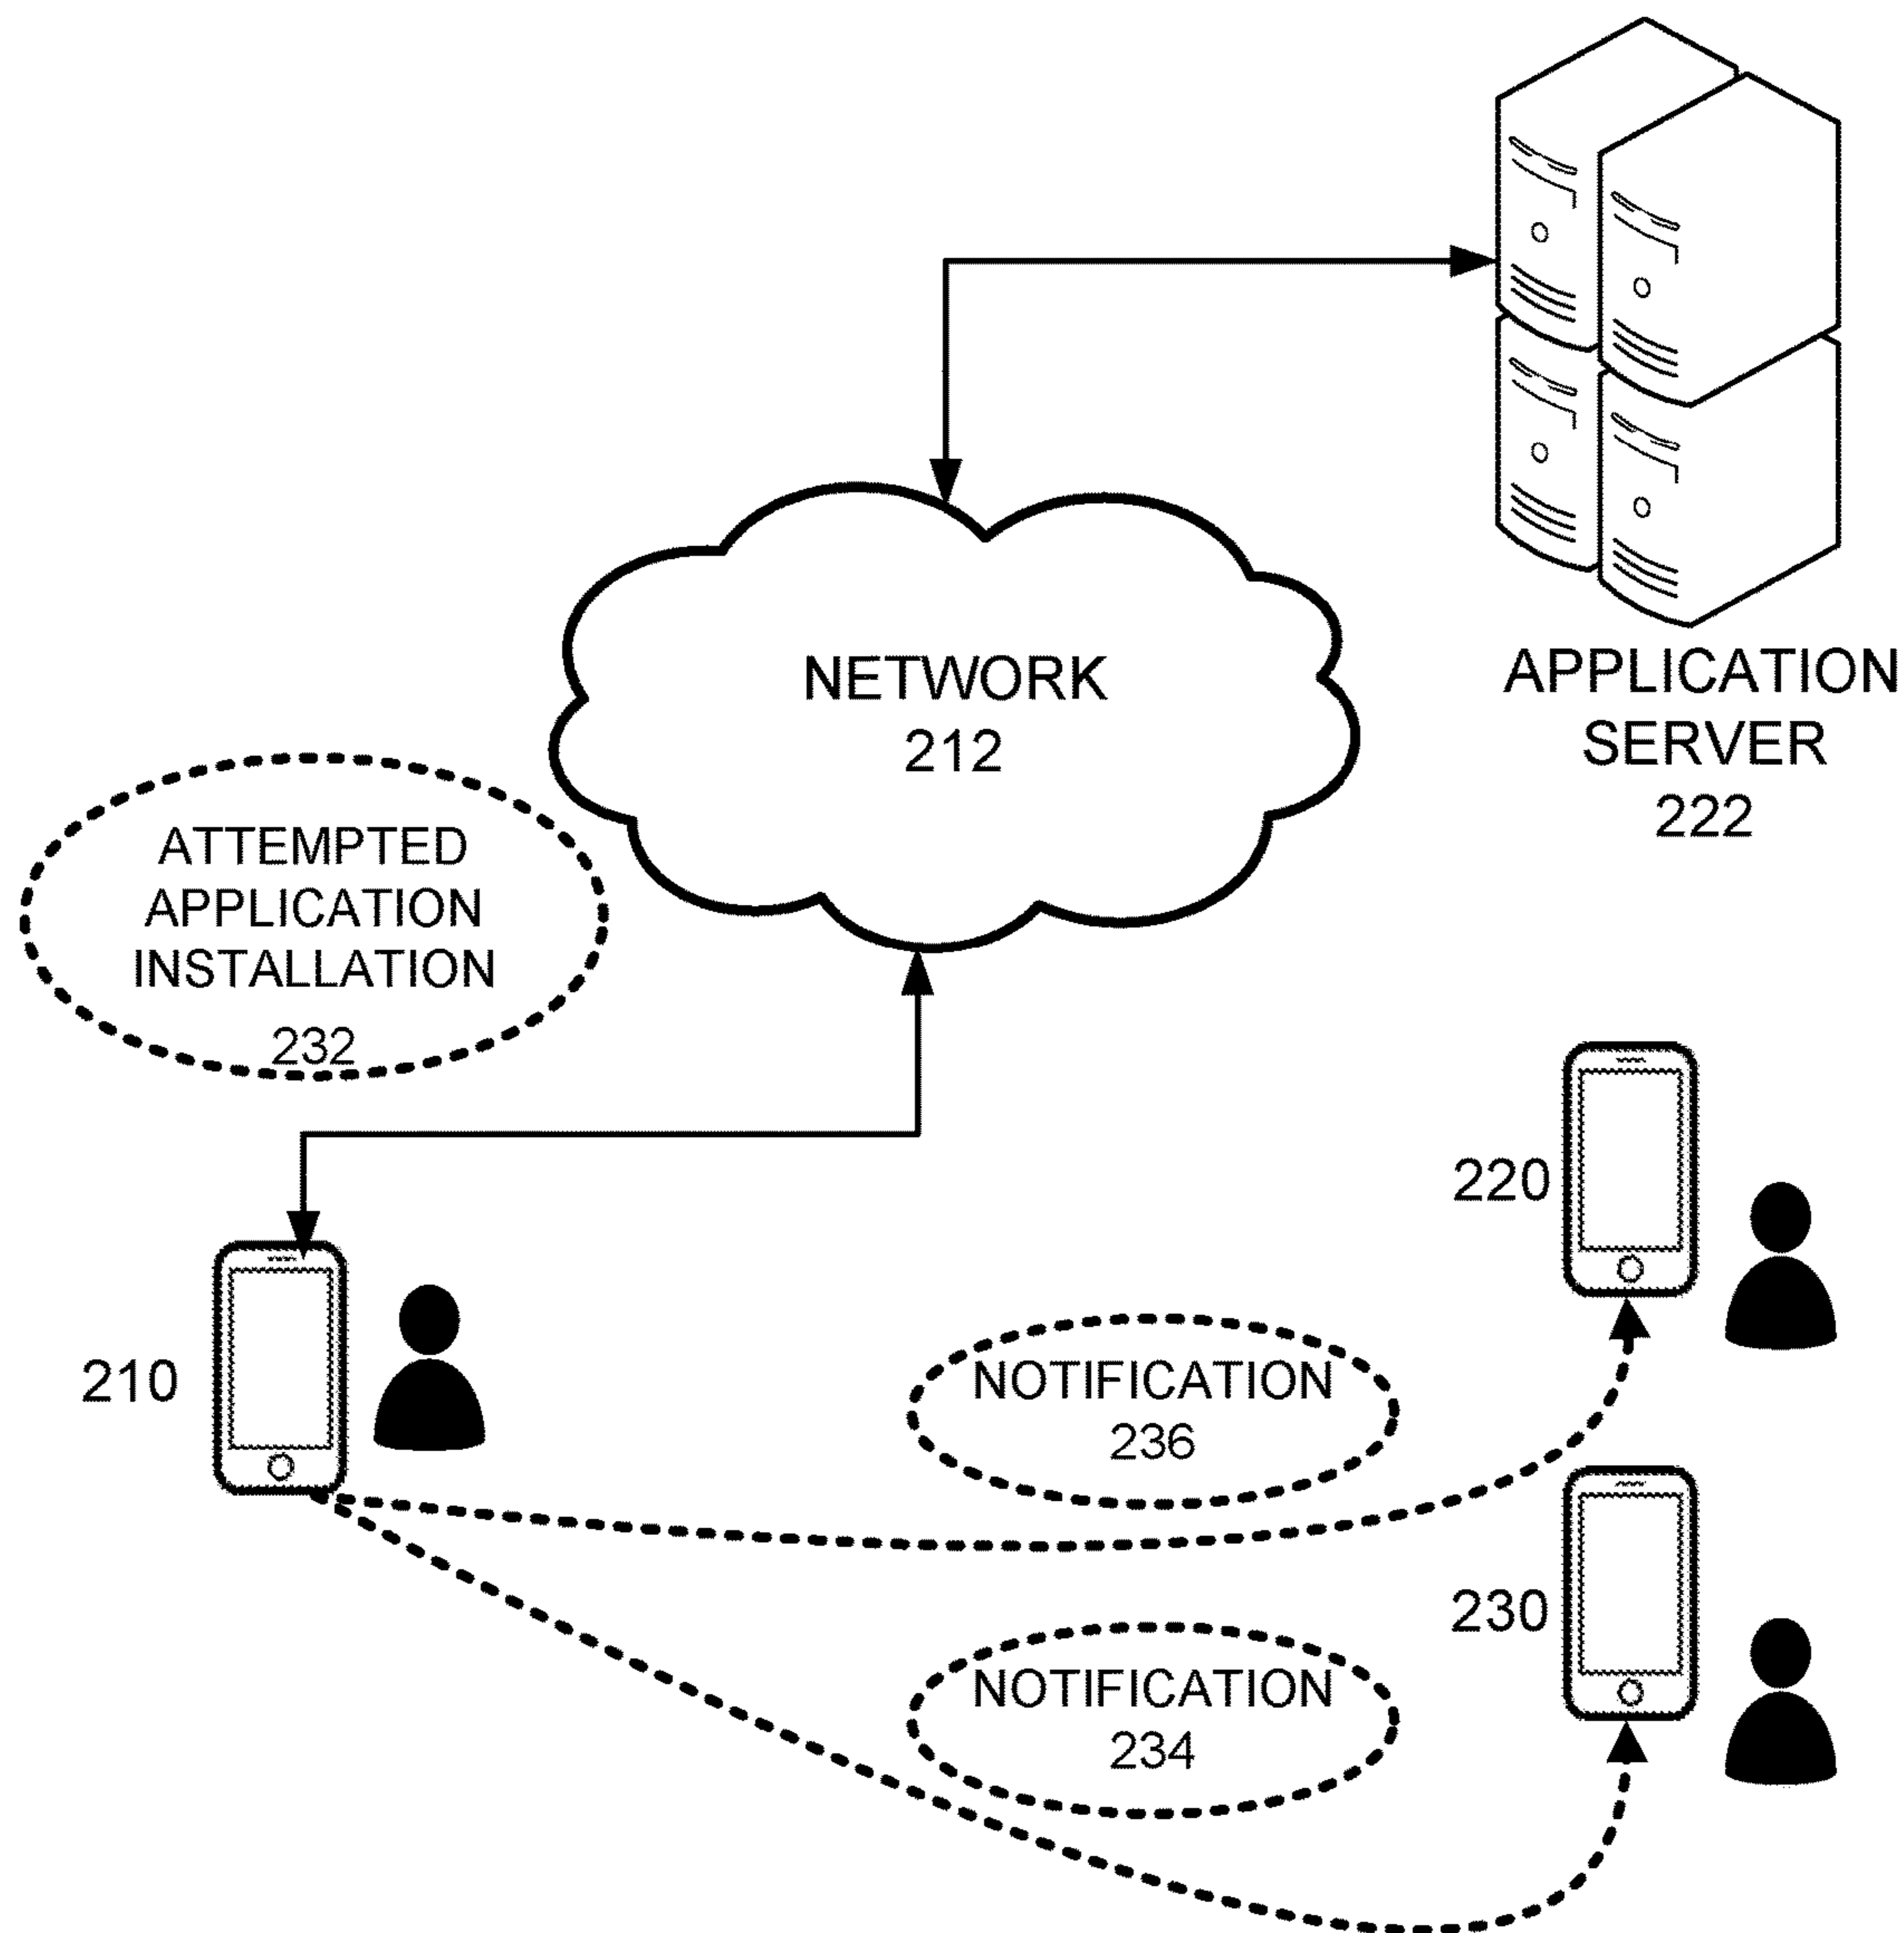 NETWORK
212
APPLICATION
SERVER
222
ATTEMPTED
APPLICATION
INSTALLATION
232
220
210
NOTIFICATION
236
230
NOTIFICATION
234